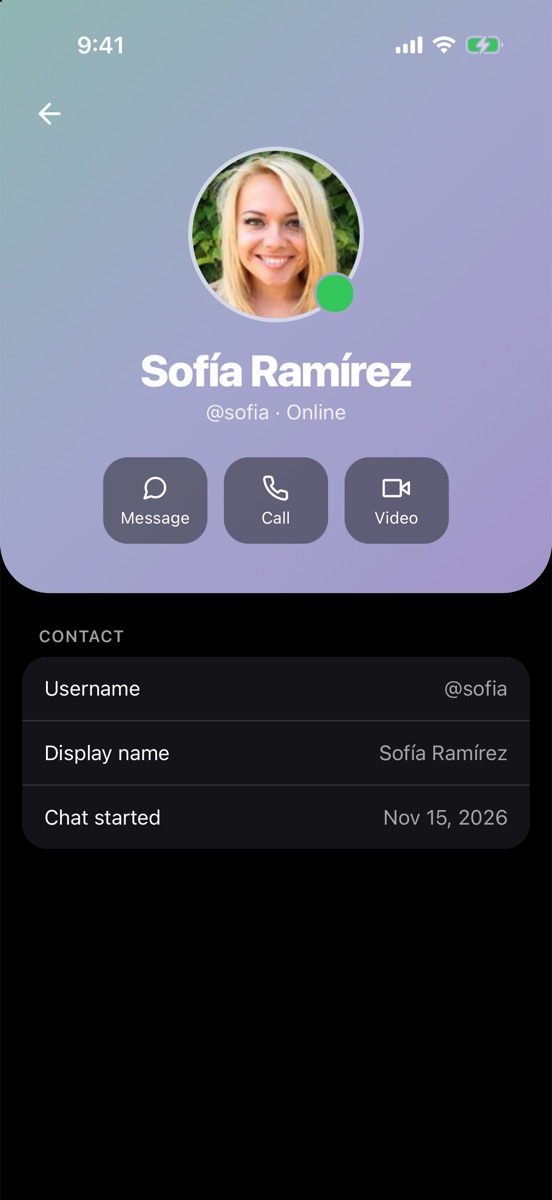 9:41
Sofía Ramírez
@sofia · Online
Message Call Video
CONTACT
Username @sofia
Display name Sofía Ramírez
Chat started Nov 15, 2026